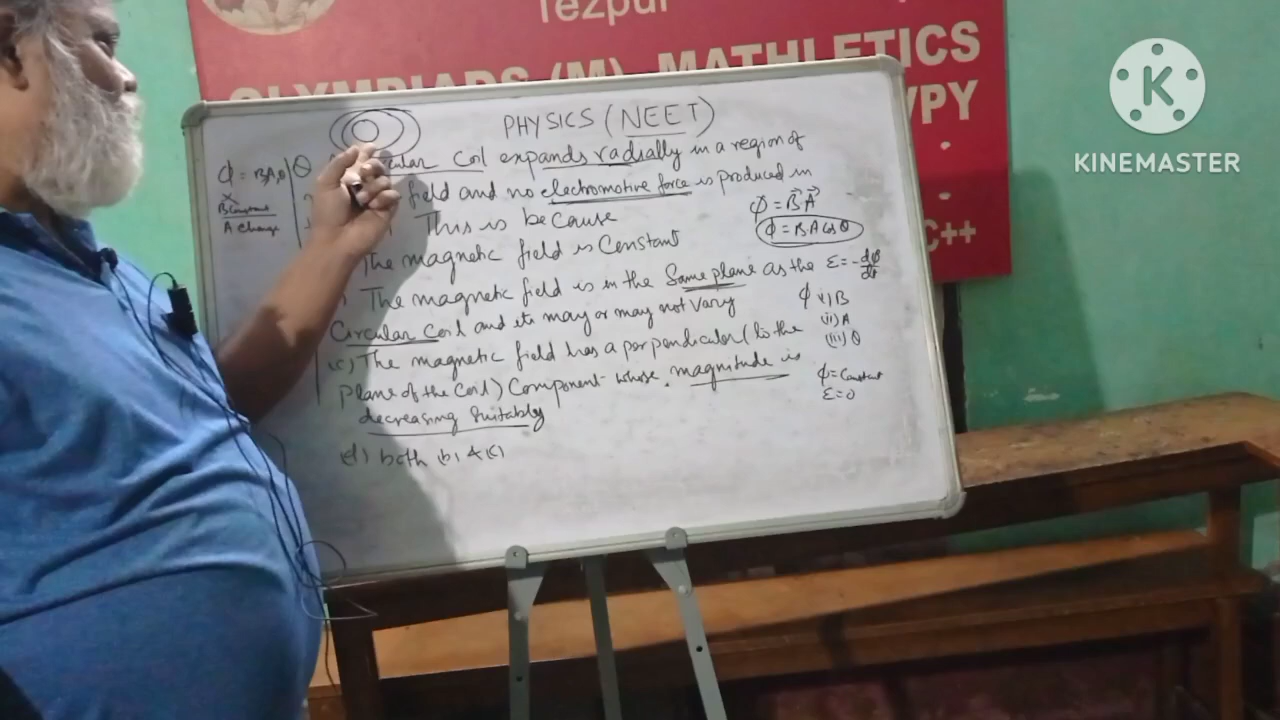 Tezpur
OLYMPIADS (M), MATHLETICS
VPY
C++
KINEMASTER
PHYSICS (NEET)
Coil expands radially in a region of
field and no electromotive force is produced in
This is because
The magnetic field is Constant
The magnetic field is in the Same plane as the
Circular Coil and its may or may not vary
(c) The magnetic field has a perpendicular (to the
plane of the Coil) Component whose magnitude is
decreasing Suitably
(d) both (b) & (c)
B Constant
A Change
ϕ = B⃗ A⃗
ϕ = BA cos θ
ε = - dϕ/dt
ϕ i) B
(ii) A
(iii) θ
ϕ = Constant
ε = 0